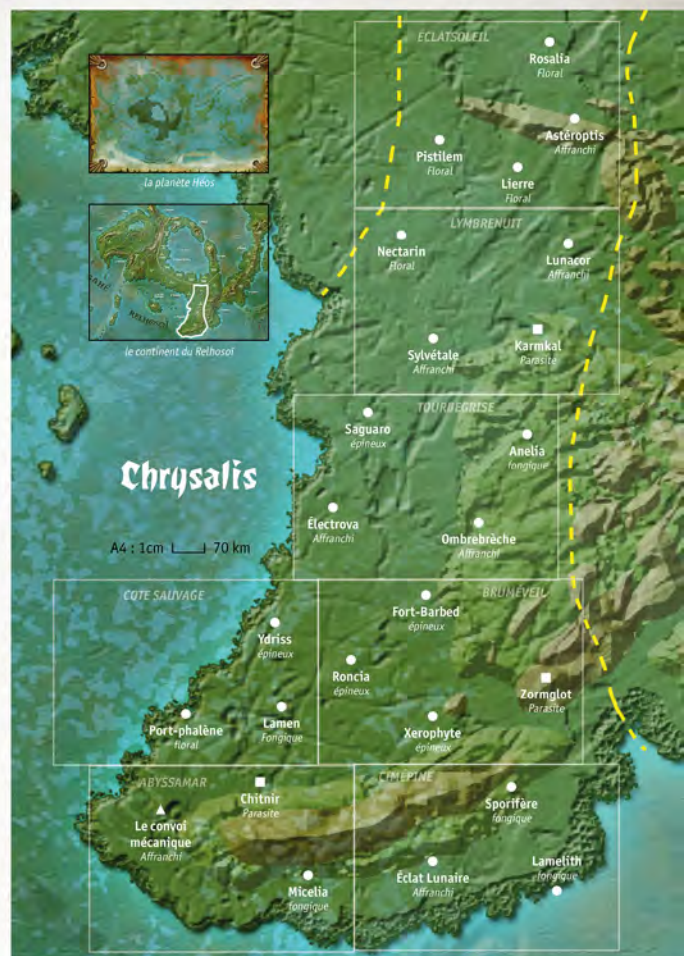 ÉCLATSOLEIL
Rosalia
Floral
Astéroptis
Affranchi
Pistilem
Floral
Lierre
Floral
la planète Héos
LYMBRENUIT
Nectarin
Floral
Lunacor
Affranchi
le continent du Relhosoï
Sylvétale
Affranchi
Karmkal
Parasite
TOURBEGRISE
Saguaro
épineux
Anelia
fongique
Chrysalis
Électrova
Affranchi
Ombrebrèche
Affranchi
A4 : 1cm 70 km
COTE SAUVAGE
BRUMÉVEIL
Fort-Barbed
épineux
Ydriss
épineux
Roncia
épineux
Zormglot
Parasite
Port-phalène
floral
Lamen
Fongique
Xerophyte
épineux
ABYSSAMAR
CIMEPINE
Chitnir
Parasite
Sporifère
fongique
Le convoi
mécanique
Affranchi
Micelia
fongique
Éclat Lunaire
Affranchi
Lamelith
fongique